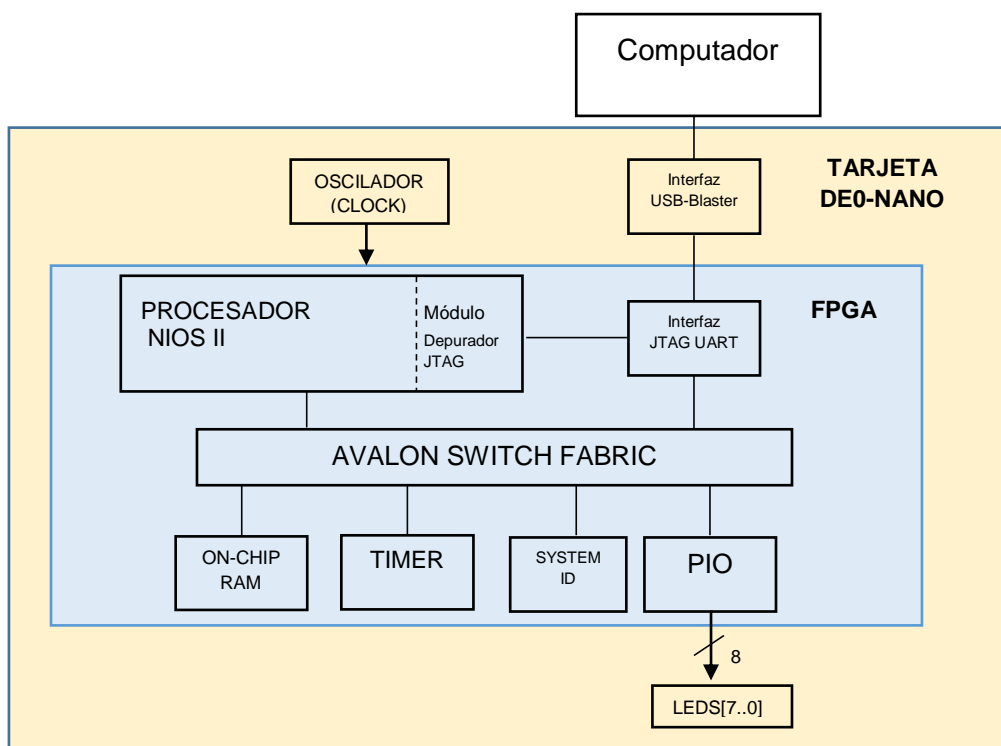 Computador
TARJETA
DE0-NANO
OSCILADOR
(CLOCK)
Interfaz
USB-Blaster
FPGA
PROCESADOR
NIOS II
Módulo
Depurador
JTAG
Interfaz
JTAG UART
AVALON SWITCH FABRIC
ON-CHIP
RAM
TIMER
SYSTEM
ID
PIO
8
LEDS[7..0]